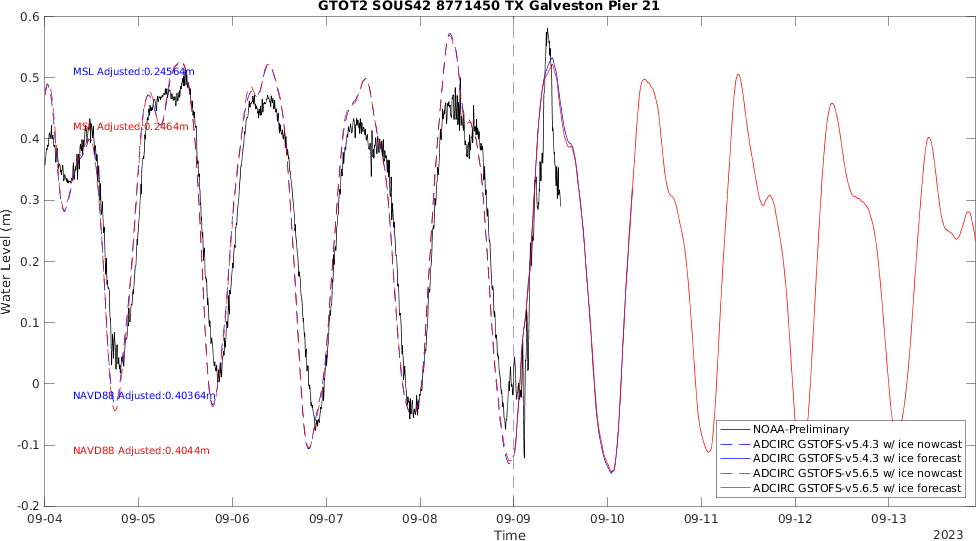 GTOT2 SOUS42 8771450 TX Galveston Pier 21
0.6
0.5
0.4
0.3
0.2
0.1
0
-0.1
-0.2
Water Level (m)
MSL Adjusted:0.24564m
MSL Adjusted:0.2464m
NAVD88 Adjusted:0.40364m
NAVD88 Adjusted:0.4044m
NOAA-Preliminary
ADCIRC GSTOFS-v5.4.3 w/ ice nowcast
ADCIRC GSTOFS-v5.4.3 w/ ice forecast
ADCIRC GSTOFS-v5.6.5 w/ ice nowcast
ADCIRC GSTOFS-v5.6.5 w/ ice forecast
09-04 09-05 09-06 09-07 09-08 09-09 09-10 09-11 09-12 09-13
Time
2023